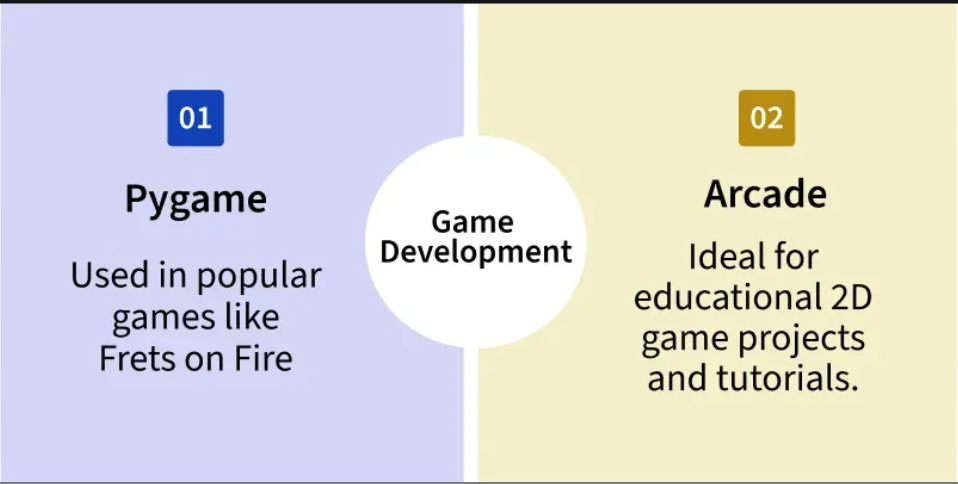 01
Pygame
Used in popular
games like
Frets on Fire
Game
Development
02
Arcade
Ideal for
educational 2D
game projects
and tutorials.